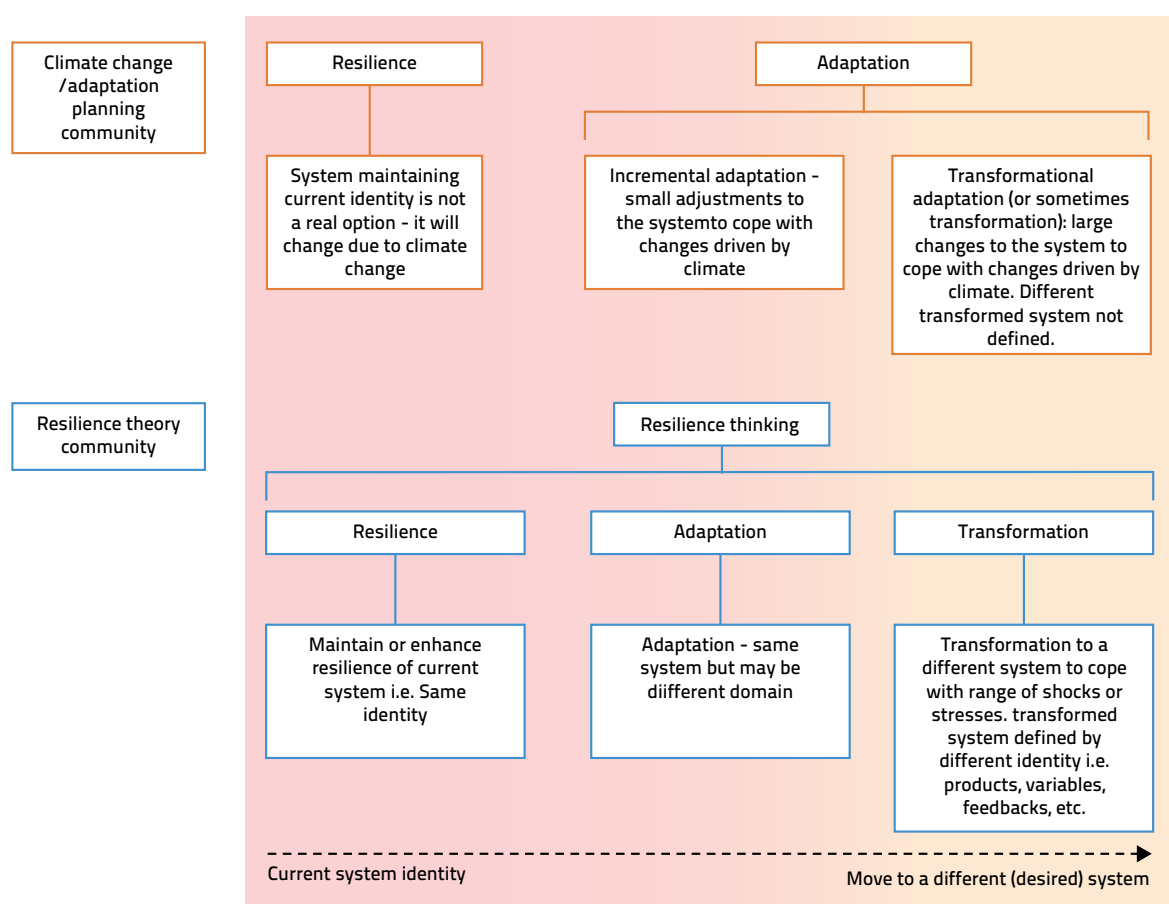 Climate change
/adaptation
planning
community
Resilience
Adaptation
System maintaining
current identity is not
a real option - it will
change due to climate
change
Incremental adaptation -
small adjustments to
the systemto cope with
changes driven by
climate
Transformational
adaptation (or sometimes
transformation): large
changes to the system to
cope with changes driven by
climate. Different
transformed system not
defined.
Resilience theory
community
Resilience thinking
Resilience
Adaptation
Transformation
Maintain or enhance
resilience of current
system i.e. Same
identity
Adaptation - same
system but may be
diifferent domain
Transformation to a
different system to cope
with range of shocks or
stresses. transformed
system defined by
different identity i.e.
products, variables,
feedbacks, etc.
Current system identity
Move to a different (desired) system